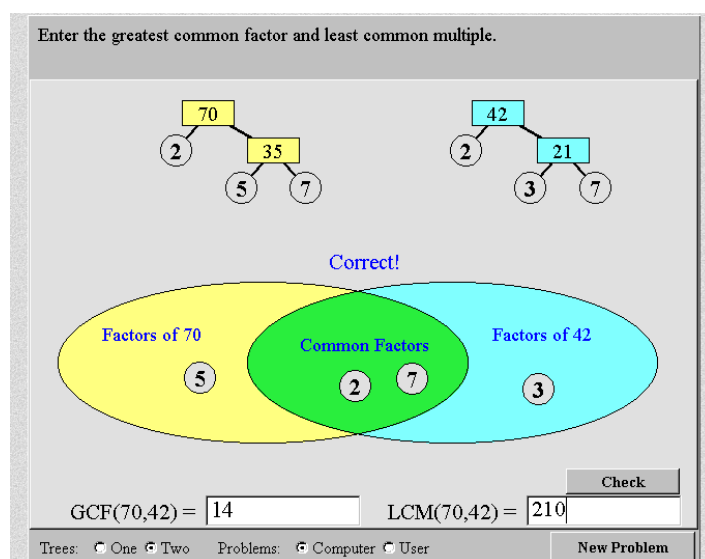 Enter the greatest common factor and least common multiple.
70 42
2 35 2 21
5 7 3 7
Correct!
Factors of 70 Common Factors Factors of 42
5 2 7 3
Check
GCF(70,42) = 14 LCM(70,42) = 210
Trees: One Two Problems: Computer User New Problem